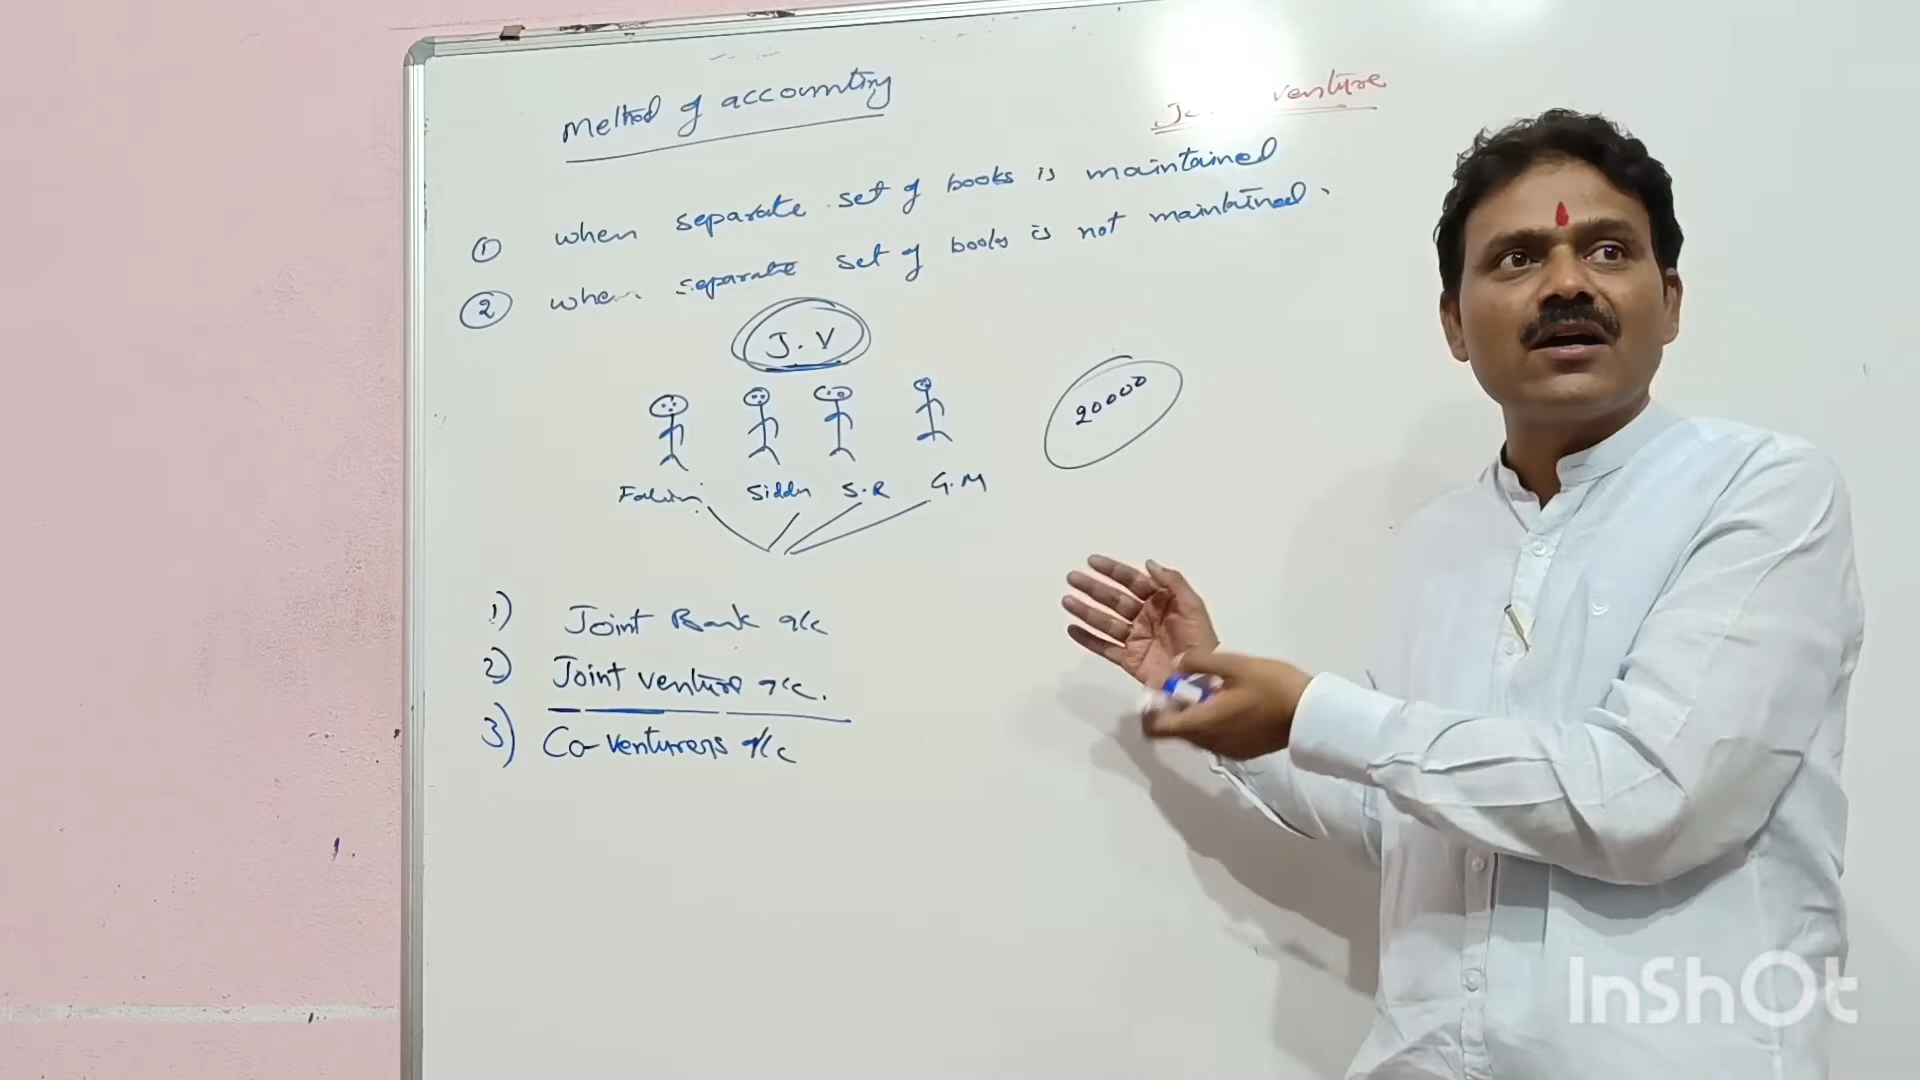 Method of accounting
venture
① when separate set of books is maintained
② when separate set of books is not maintained.
J.V
20000
Siddu S.R G.M
1) Joint Bank a/c
2) Joint venture a/c.
3) Co-venturers a/c
InShOt